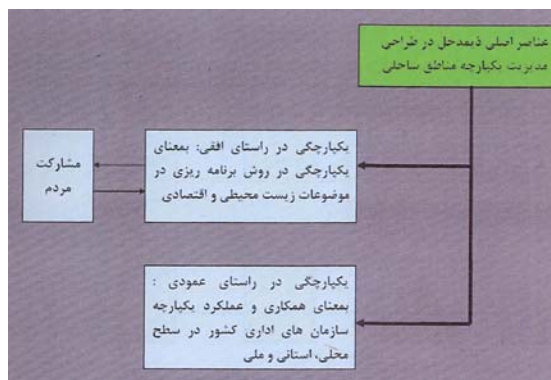 عناصر اصلی ذیمدخل در طراحی
مدیریت یکپارچه مناطق ساحلی
یکپارچگی در راستای افقی: بمعنای
یکپارچگی در روش برنامه ریزی در
موضوعات زیست محیطی و اقتصادی
مشارکت
مردم
یکپارچگی در راستای عمودی :
بمعنای همکاری و عملکرد یکپارچه
سازمان های اداری کشور در سطح
محلی، استانی و ملی